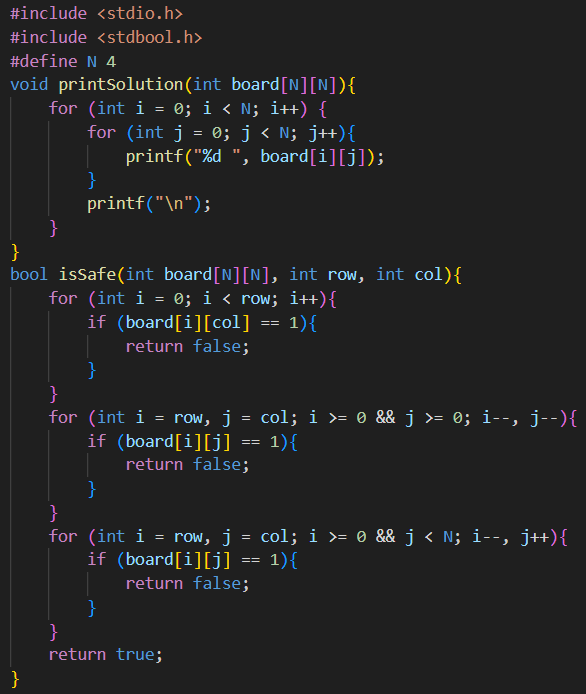 #include <stdio.h>
#include <stdbool.h>
#define N 4
void printSolution(int board[N][N]){
    for (int i = 0; i < N; i++) {
        for (int j = 0; j < N; j++){
            printf("%d ", board[i][j]);
        }
        printf("\n");
    }
}
bool isSafe(int board[N][N], int row, int col){
    for (int i = 0; i < row; i++){
        if (board[i][col] == 1){
            return false;
        }
    }
    for (int i = row, j = col; i >= 0 && j >= 0; i--, j--){
        if (board[i][j] == 1){
            return false;
        }
    }
    for (int i = row, j = col; i >= 0 && j < N; i--, j++){
        if (board[i][j] == 1){
            return false;
        }
    }
    return true;
}